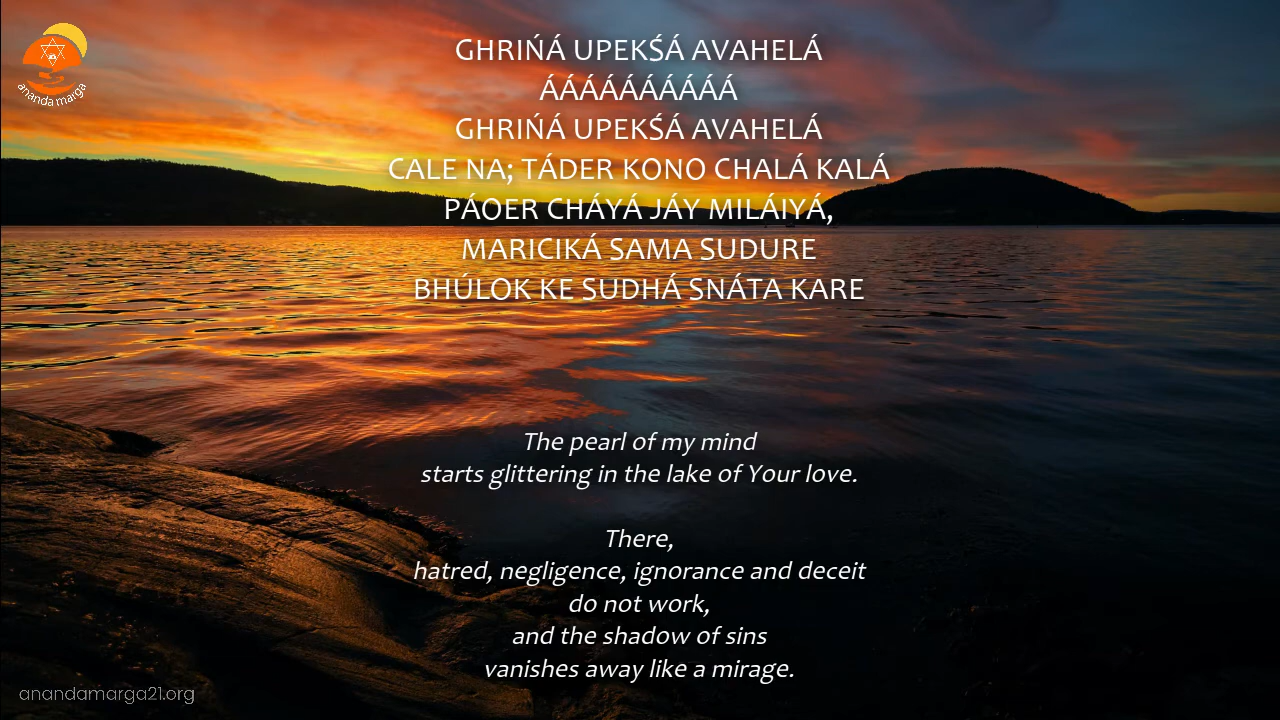 ananda marga
GHRIŃÁ UPEKŚÁ AVAHELÁ
ÁÁÁÁÁÁÁÁÁÁ
GHRIŃÁ UPEKŚÁ AVAHELÁ
CALE NA; TÁDER KONO CHALÁ KALÁ
PÁOER CHÁYÁ JÁY MILÁIYÁ,
MARICIKÁ SAMA SUDURE
BHÚLOK KE SUDHÁ SNÁTA KARE
The pearl of my mind
starts glittering in the lake of Your love.
There,
hatred, negligence, ignorance and deceit
do not work,
and the shadow of sins
vanishes away like a mirage.
anandamarga21.org